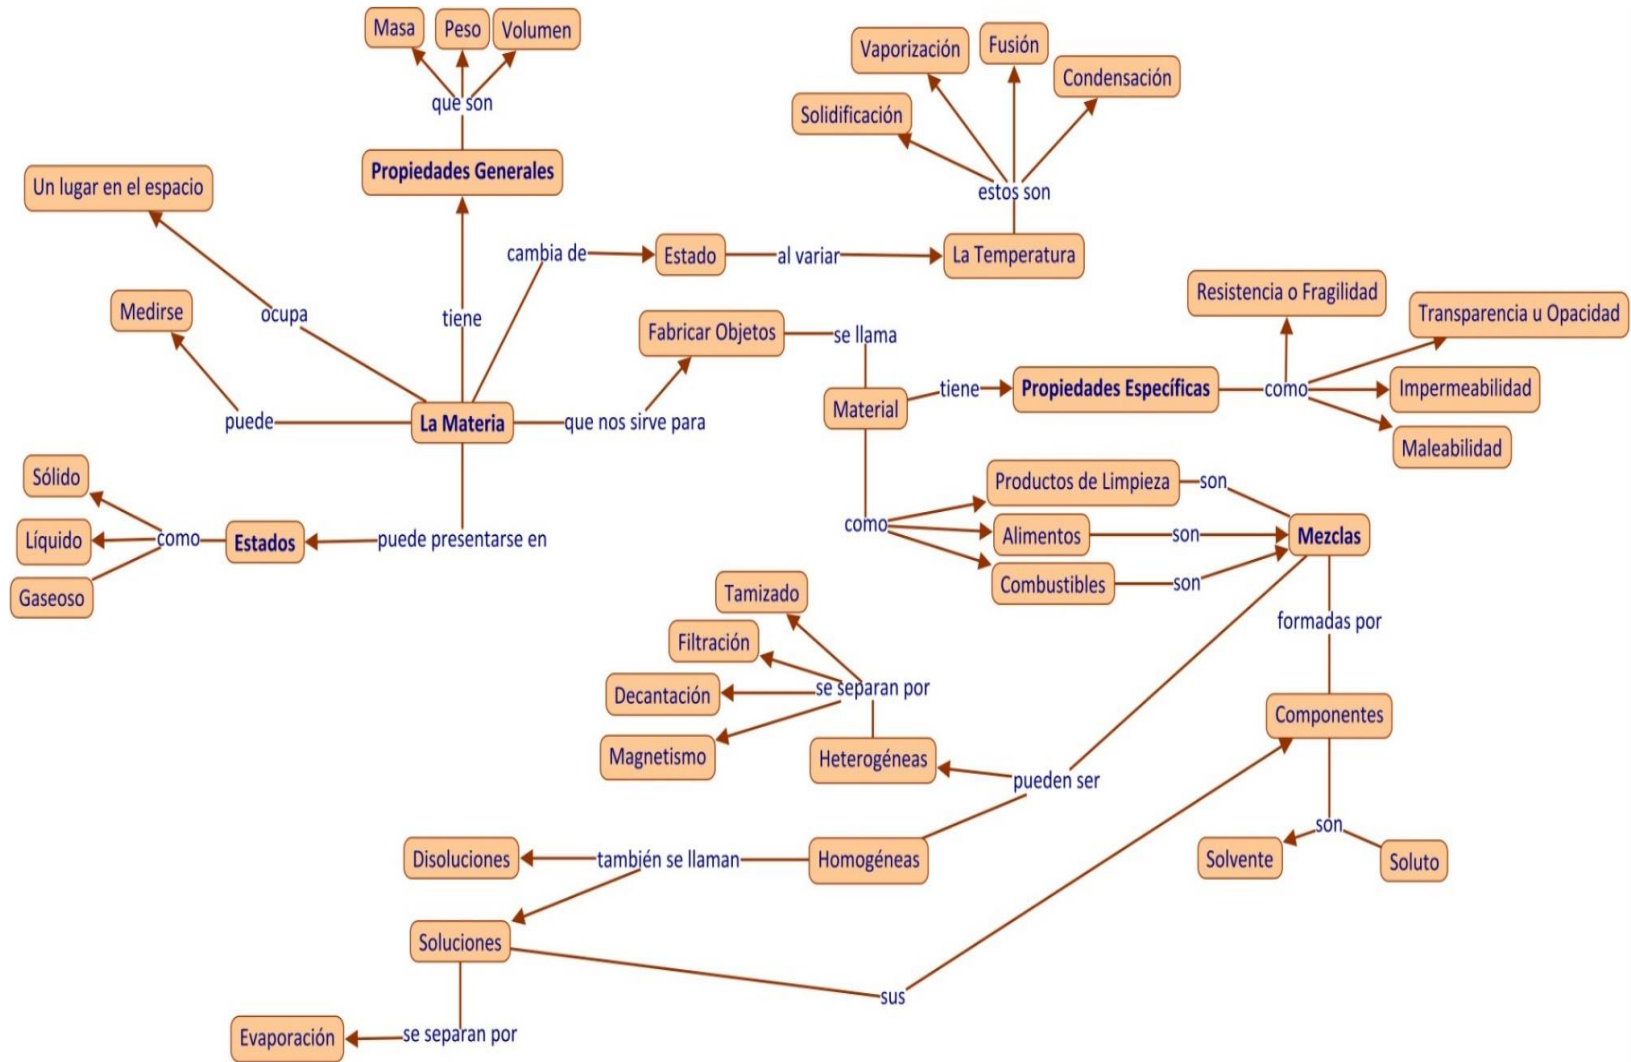 Masa
Peso
Volumen
que son
Propiedades Generales
Vaporización
Fusión
Condensación
Solidificación
estos son
La Temperatura
Un lugar en el espacio
cambia de
Estado
al variar
Medirse
ocupa
tiene
Fabricar Objetos
se llama
Resistencia o Fragilidad
Transparencia u Opacidad
puede
La Materia
que nos sirve para
Material
tiene
Propiedades Específicas
como
Impermeabilidad
Maleabilidad
Sólido
Líquido
Gaseoso
como
Estados
puede presentarse en
como
Productos de Limpieza
son
Alimentos
son
Combustibles
son
Mezclas
formadas por
Tamizado
Filtración
Decantación
Magnetismo
se separan por
Heterogéneas
pueden ser
Componentes
son
Solvente
Soluto
Disoluciones
también se llaman
Homogéneas
Soluciones
sus
Evaporación
se separan por